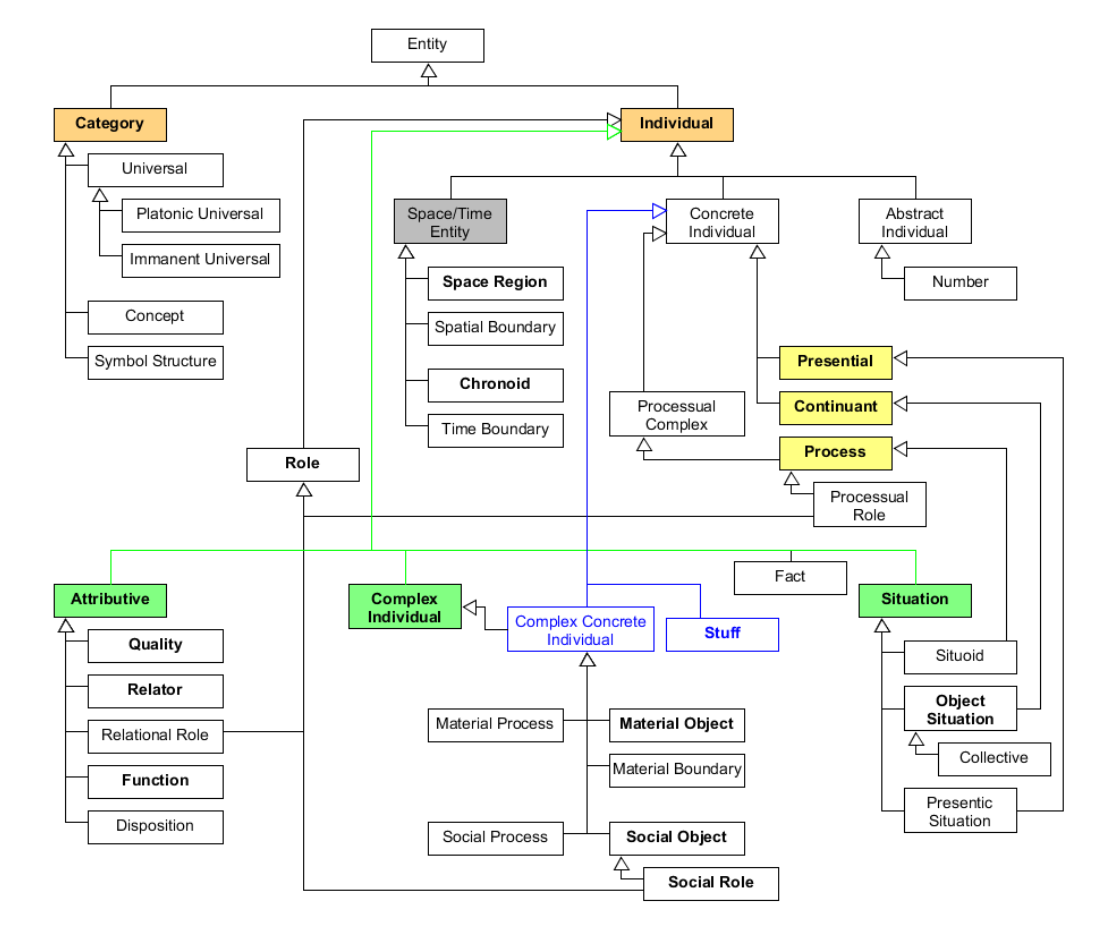 Entity
Category
Individual
Universal
Platonic Universal
Immanent Universal
Concept
Symbol Structure
Space/Time
Entity
Concrete
Individual
Abstract
Individual
Space Region
Spatial Boundary
Chronoid
Time Boundary
Number
Presential
Continuant
Processual
Complex
Process
Processual
Role
Role
Fact
Attributive
Complex
Individual
Situation
Quality
Relator
Relational Role
Function
Disposition
Complex Concrete
Individual
Stuff
Material Process
Material Object
Material Boundary
Social Process
Social Object
Social Role
Situoid
Object
Situation
Collective
Presentic
Situation